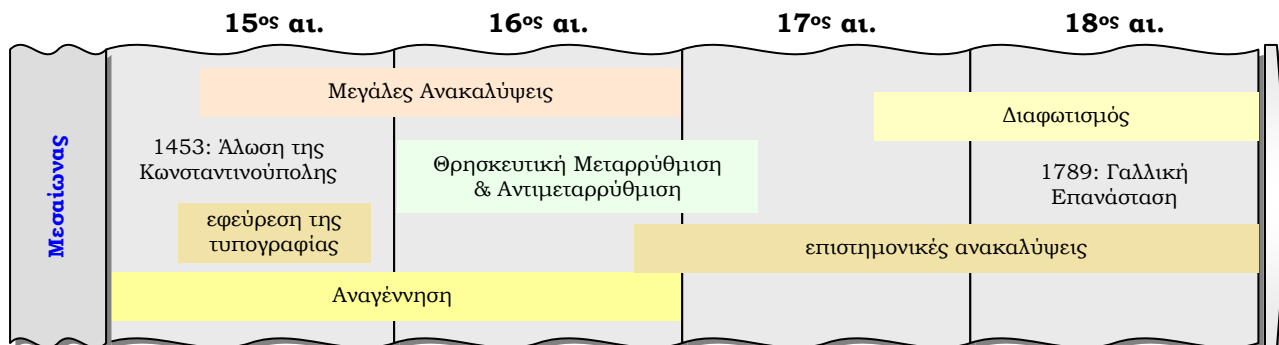 15ος αι.
16ος αι.
17ος αι.
18ος αι.
Μεσαίωνας
Μεγάλες Ανακαλύψεις
Διαφωτισμός
1453: Άλωση της
Κωνσταντινούπολης
Θρησκευτική Μεταρρύθμιση
& Αντιμεταρρύθμιση
1789: Γαλλική
Επανάσταση
εφεύρεση της
τυπογραφίας
επιστημονικές ανακαλύψεις
Αναγέννηση